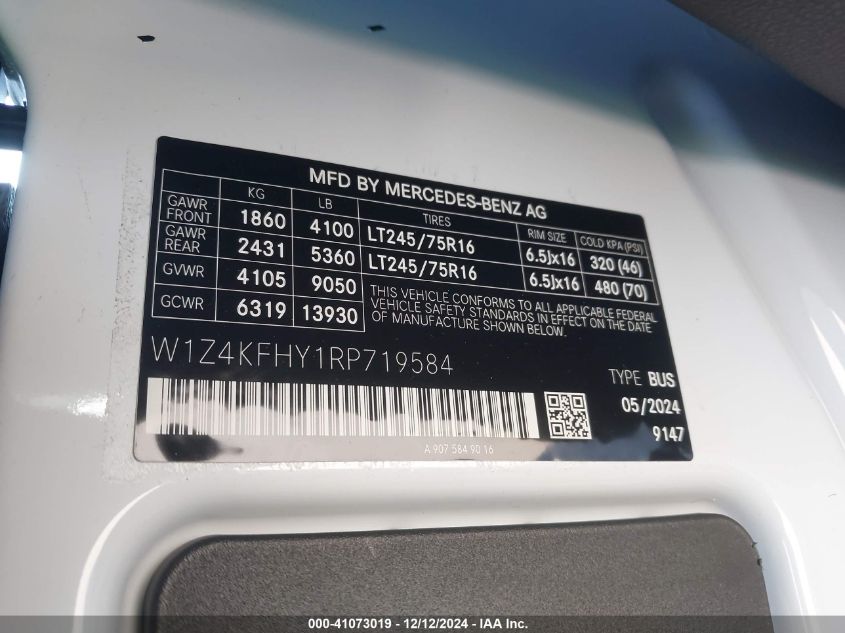 MFD BY MERCEDES-BENZ AG
KG LB TIRES RIM SIZE COLD KPA (PSI)
GAWR FRONT 1860 4100 LT245/75R16 6.5Jx16 320 (46)
GAWR REAR 2431 5360 LT245/75R16 6.5Jx16 480 (70)
GVWR 4105 9050
GCWR 6319 13930
THIS VEHICLE CONFORMS TO ALL APPLICABLE FEDERAL
VEHICLE SAFETY STANDARDS IN EFFECT ON THE DATE
OF MANUFACTURE SHOWN BELOW.
W1Z4KFHY1RP719584
TYPE BUS
05/2024
9147
A 907 584 90 16
000-41073019 - 12/12/2024 - IAA Inc.